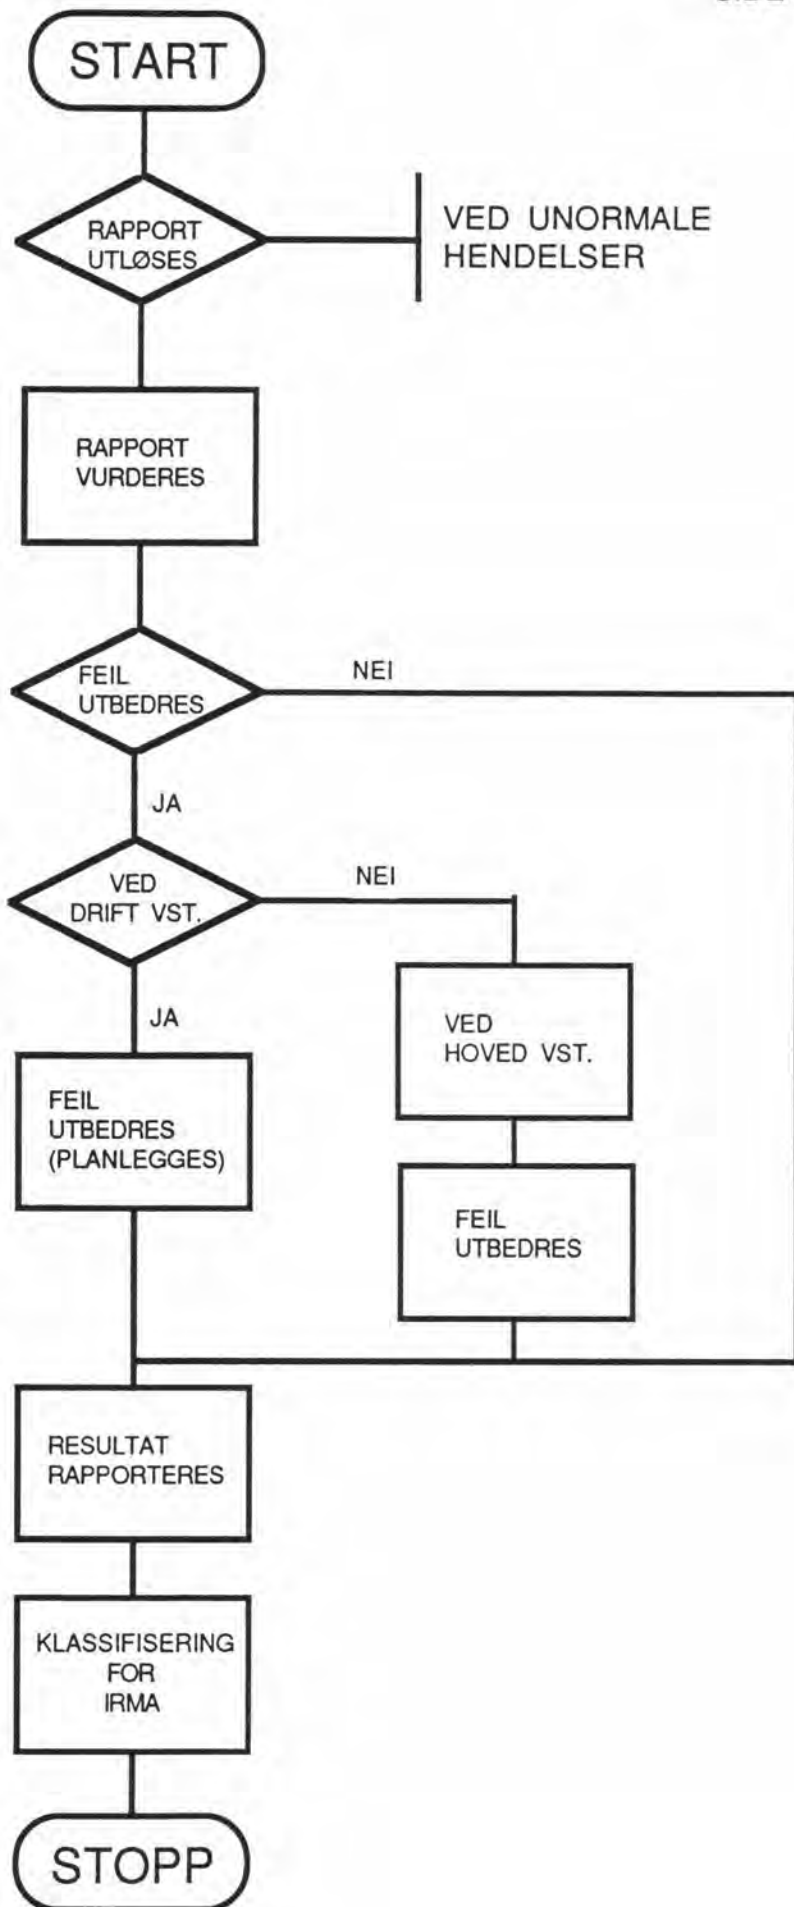 START
RAPPORT
UTLØSES
VED UNORMALE
HENDELSER
RAPPORT
VURDERES
FEIL
UTBEDRES
NEI
JA
VED
DRIFT VST.
NEI
JA
VED
HOVED VST.
FEIL
UTBEDRES
(PLANLEGGES)
FEIL
UTBEDRES
RESULTAT
RAPPORTERES
KLASSIFISERING
FOR
IRMA
STOPP